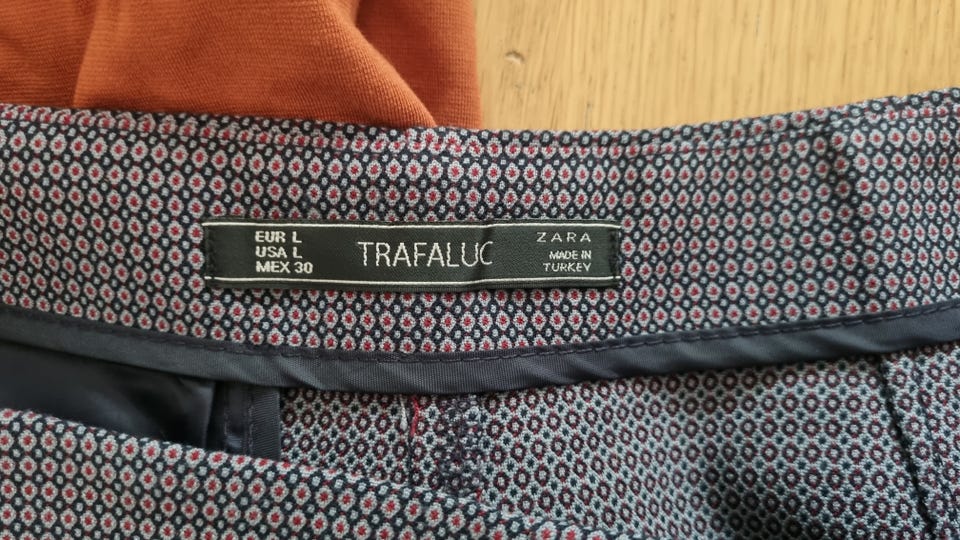 EUR L
USA L
MEX 30
TRAFALUC
ZARA
MADE IN
TURKEY